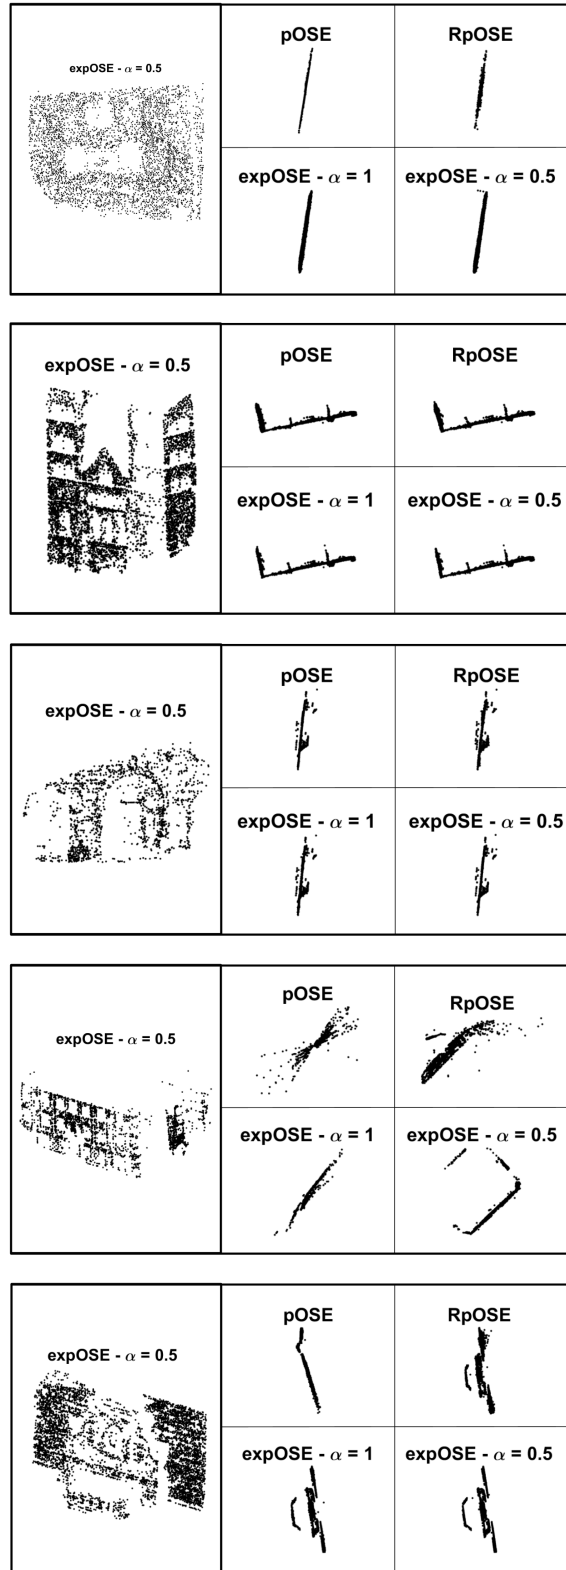 expOSE - α = 0.5
pOSE
RpOSE
expOSE - α = 1
expOSE - α = 0.5
expOSE - α = 0.5
pOSE
RpOSE
expOSE - α = 1
expOSE - α = 0.5
expOSE - α = 0.5
pOSE
RpOSE
expOSE - α = 1
expOSE - α = 0.5
expOSE - α = 0.5
pOSE
RpOSE
expOSE - α = 1
expOSE - α = 0.5
expOSE - α = 0.5
pOSE
RpOSE
expOSE - α = 1
expOSE - α = 0.5